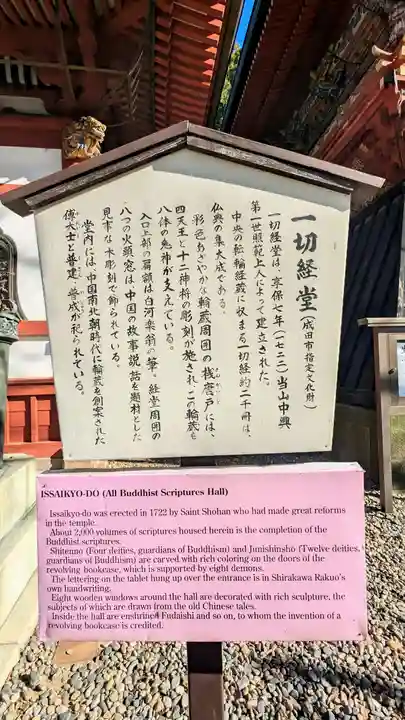 一切経堂(成田市指定文化財)
一切経堂は、享保七年(一七二二)当山中興
第一世照範上人によって建立された。
中央の転輪経蔵に収まる一切経約二千冊は、
仏典の集大成である。
彩色あざやかな輪蔵周囲の桟唐戸には、
四天王と十二神将の彫刻が施され、この輪蔵を
八体の鬼神が支えている。
入口上部の扁額は白河楽翁の筆。経堂周囲の
八つの火頭窓は、中国の故事説話を題材とした
見事な木彫刻で飾られている。
堂内には、中国南北朝時代に輪蔵を創案された
傅大士と普建、普成が祀られている。
ISSAIKYO-DO (All Buddhist Scriptures Hall)
Issaikyo-do was erected in 1722 by Saint Shohan who had made great reforms
in the temple.
About 2,000 volumes of scriptures housed herein is the completion of the
Buddhist scriptures.
Shitenno (Four deities, guardians of Buddhism) and Junishinsho (Twelve deities,
guardians of Buddhism) are carved with rich coloring on the doors of the
revolving bookcase, which is supported by eight demons.
The lettering on the tablet hung up over the entrance is in Shirakawa Rakuo's
own handwriting.
Eight wooden windows around the hall are decorated with rich sculpture, the
subjects of which are drawn from the old Chinese tales.
Inside the hall are enshrined Fudaishi and so on, to whom the invention of a
revolving bookcase is credited.